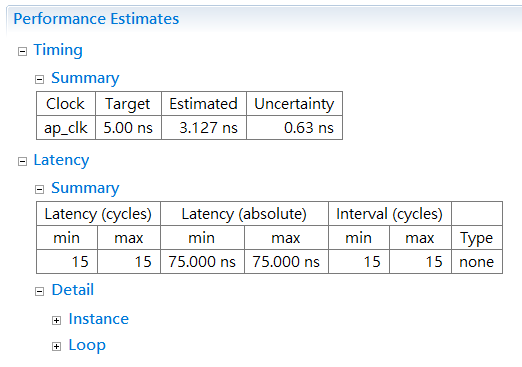 Performance Estimates
Timing
Summary
Clock Target Estimated Uncertainty
ap_clk 5.00 ns 3.127 ns 0.63 ns
Latency
Summary
Latency (cycles) Latency (absolute) Interval (cycles)
min max min max min max Type
15 15 75.000 ns 75.000 ns 15 15 none
Detail
Instance
Loop